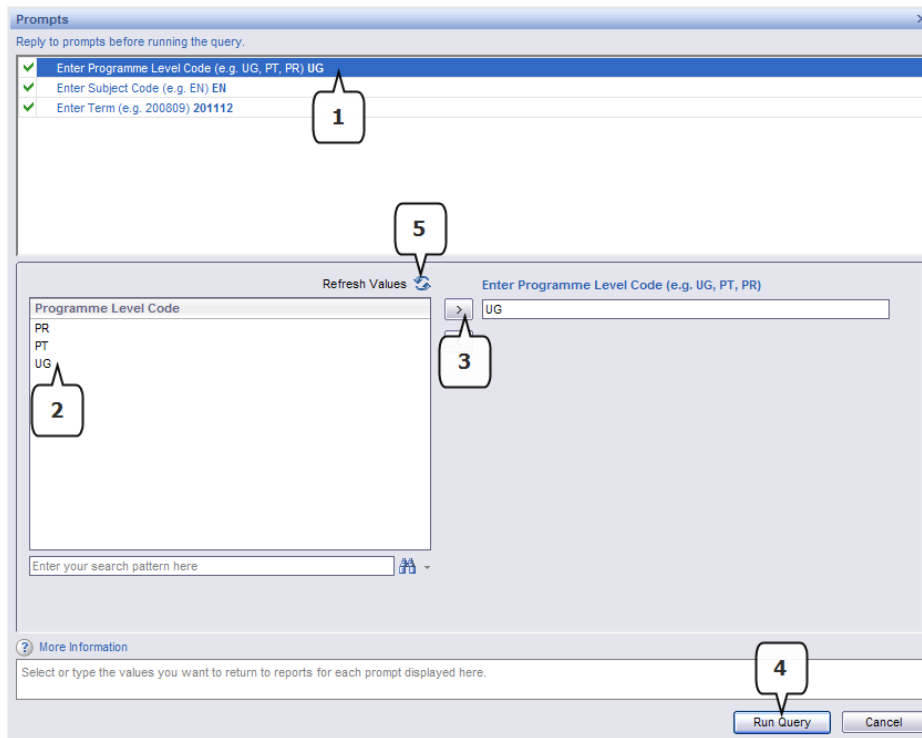 Prompts
Reply to prompts before running the query.
Enter Programme Level Code (e.g. UG, PT, PR) UG
Enter Subject Code (e.g. EN) EN
Enter Term (e.g. 200809) 201112
1
5
Refresh Values
Enter Programme Level Code (e.g. UG, PT, PR)
Programme Level Code
> UG
PR
PT
UG
3
2
Enter your search pattern here
? More Information
Select or type the values you want to return to reports for each prompt displayed here.
4
Run Query Cancel